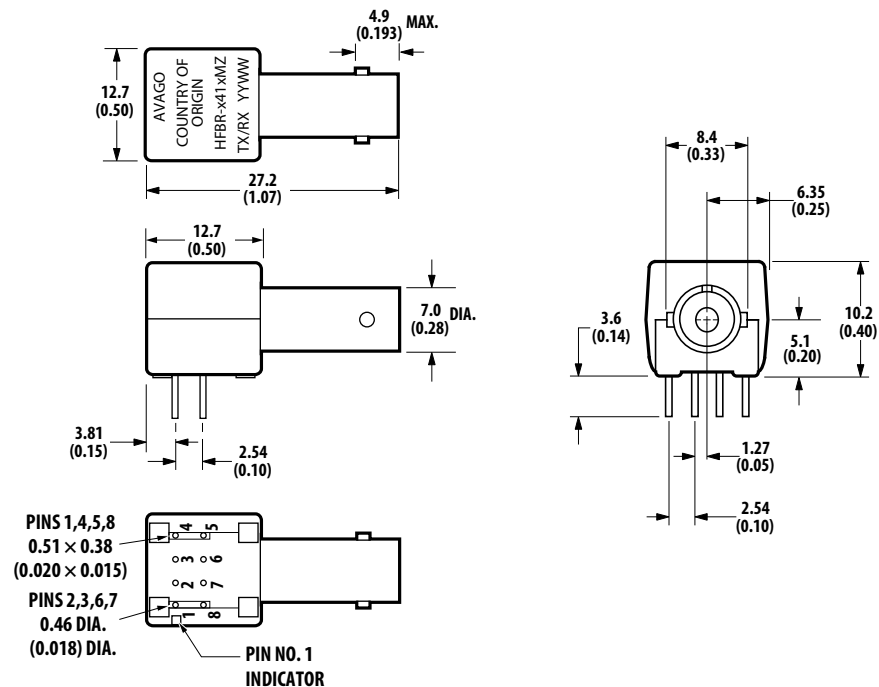 4.9 MAX.
(0.193)
12.7
(0.50)
AVAGO
COUNTRY OF
ORIGIN
HFBR-x41xMZ
TX/RX YYWW
27.2
(1.07)
8.4
(0.33)
6.35
(0.25)
12.7
(0.50)
7.0 DIA.
(0.28)
3.6
(0.14)
10.2
(0.40)
5.1
(0.20)
3.81
(0.15)
2.54
(0.10)
1.27
(0.05)
2.54
(0.10)
PINS 1,4,5,8
0.51 × 0.38
(0.020 × 0.015)
PINS 2,3,6,7
0.46 DIA.
(0.018) DIA.
4 5
3 6
2 7
1 8
PIN NO. 1
INDICATOR